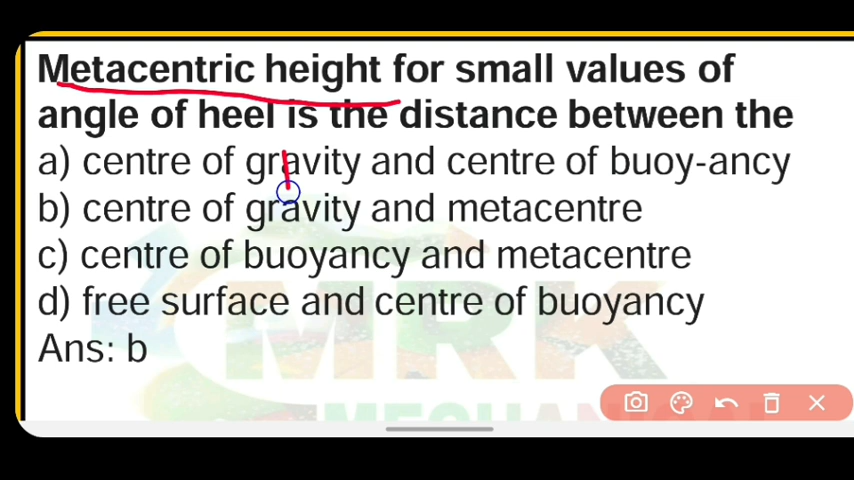 Metacentric height for small values of
angle of heel is the distance between the
a) centre of gravity and centre of buoy-ancy
b) centre of gravity and metacentre
c) centre of buoyancy and metacentre
d) free surface and centre of buoyancy
Ans: b
MRK
MECHANICAL